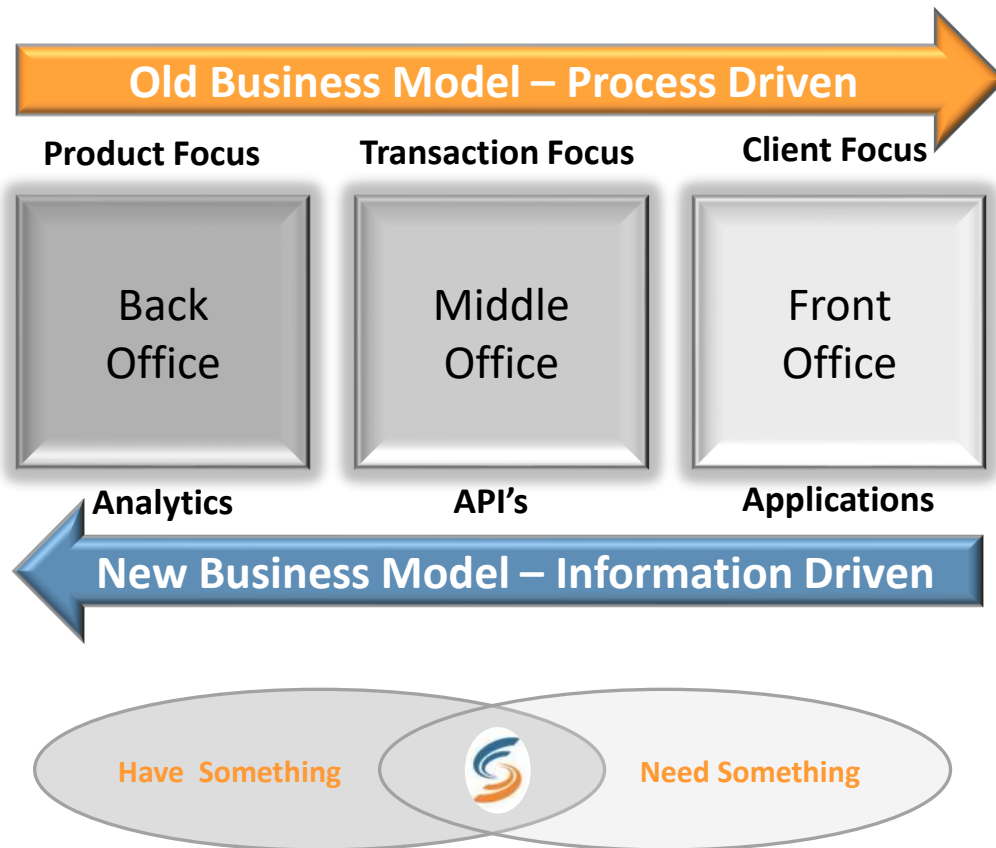 Old Business Model – Process Driven
Product Focus
Transaction Focus
Client Focus
Back
Office
Middle
Office
Front
Office
Analytics
API's
Applications
New Business Model – Information Driven
Have  Something
Need Something